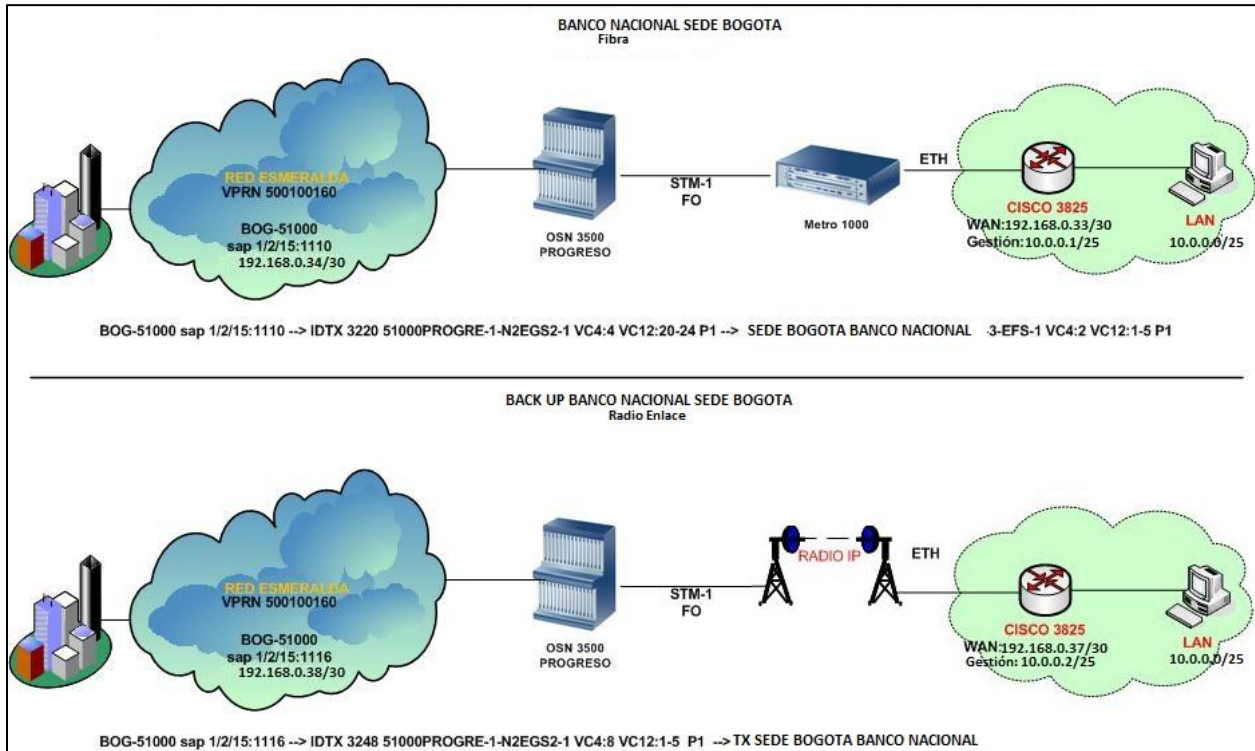 BANCO NACIONAL SEDE BOGOTA
Fibra
RED ESMERALDA
VPRN 500100160
BOG-51000
sap 1/2/15:1110
192.168.0.34/30
OSN 3500
PROGRESO
STM-1
FO
Metro 1000
ETH
CISCO 3825
WAN:192.168.0.33/30
Gestión:10.0.0.1/25
LAN
10.0.0.0/25
BOG-51000 sap 1/2/15:1110 --> IDTX 3220 51000PROGRE-1-N2EGS2-1 VC4:4 VC12:20-24 P1 --> SEDE BOGOTA BANCO NACIONAL 3-EFS-1 VC4:2 VC12:1-5 P1
BACK UP BANCO NACIONAL SEDE BOGOTA
Radio Enlace
RED ESMERALDA
VPRN 500100160
BOG-51000
sap 1/2/15:1116
192.168.0.38/30
OSN 3500
PROGRESO
STM-1
FO
RADIO IP
ETH
CISCO 3825
WAN:192.168.0.37/30
Gestión: 10.0.0.2/25
LAN
10.0.0.0/25
BOG-51000 sap 1/2/15:1116 --> IDTX 3248 51000PROGRE-1-N2EGS2-1 VC4:8 VC12:1-5 P1 --> TX SEDE BOGOTA BANCO NACIONAL